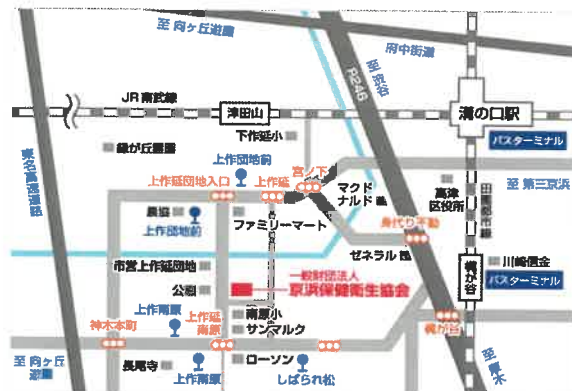 至 向ヶ丘遊園
府中街道
至 渋谷
R246
JR南武線
津田山
溝の口駅
バスターミナル
下作延小
緑が丘霊園
上作団地前
宮ノ下
上作延団地入口
上作延
マクド
ナルド
高津
区役所
至 第三京浜
東名高速道路
田園都市線
農協
上作団地前
ファミリーマート
身代り不動
ゼネラル
市営上作延団地
川崎信金
梶が谷
バスターミナル
一般財団法人
京浜保健衛生協会
公園
上作南原
上作延
南原
南原小
サンマルク
神木本町
梶が谷
至 向ヶ丘
遊園
長尾寺
上作南原
ローソン
しばられ松
至 厚木